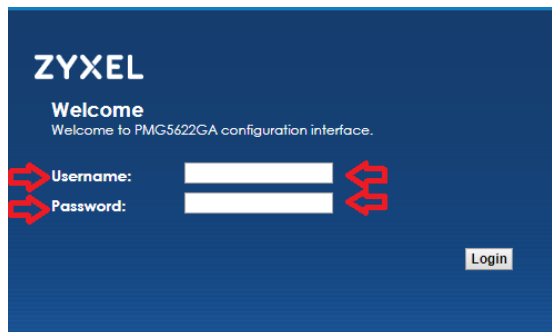 ZYXEL
Welcome
Welcome to PMG5622GA configuration interface.
Username:
Password:
Login